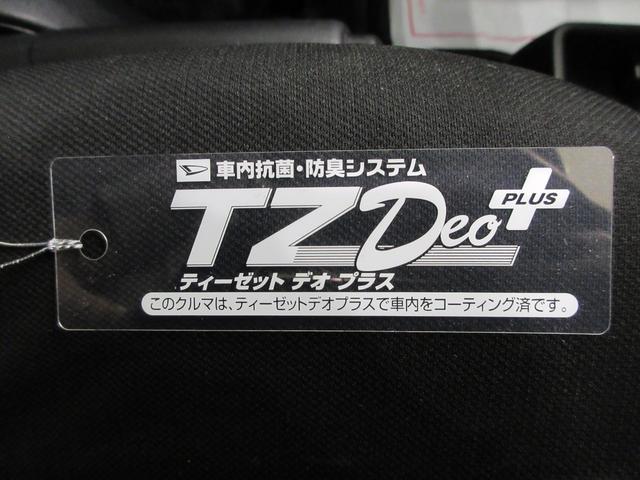 車内抗菌・防臭システム
TZ Deo PLUS
ティーゼット デオ プラス
このクルマは、ティーゼットデオプラスで車内をコーティング済です。